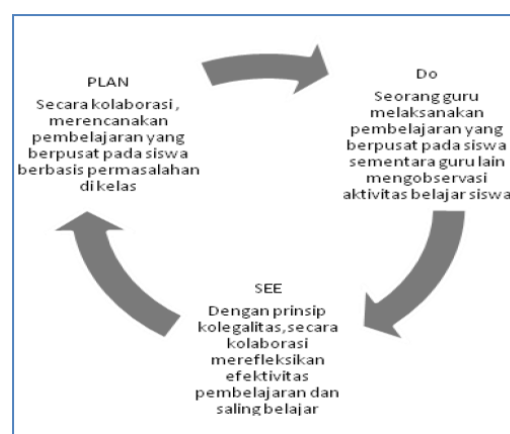 PLAN
Secara kolaborasi,
merencanakan
pembelajaran yang
berpusat pada siswa
berbasis permasalahan
di kelas
Do
Seorang guru
melaksanakan
pembelajaran yang
berpusat pada siswa
sementara guru lain
mengobservasi
aktivitas belajar siswa
SEE
Dengan prinsip
kolegalitas,secara
kolaborasi
merefleksikan
efektivitas
pembelajaran dan
saling belajar